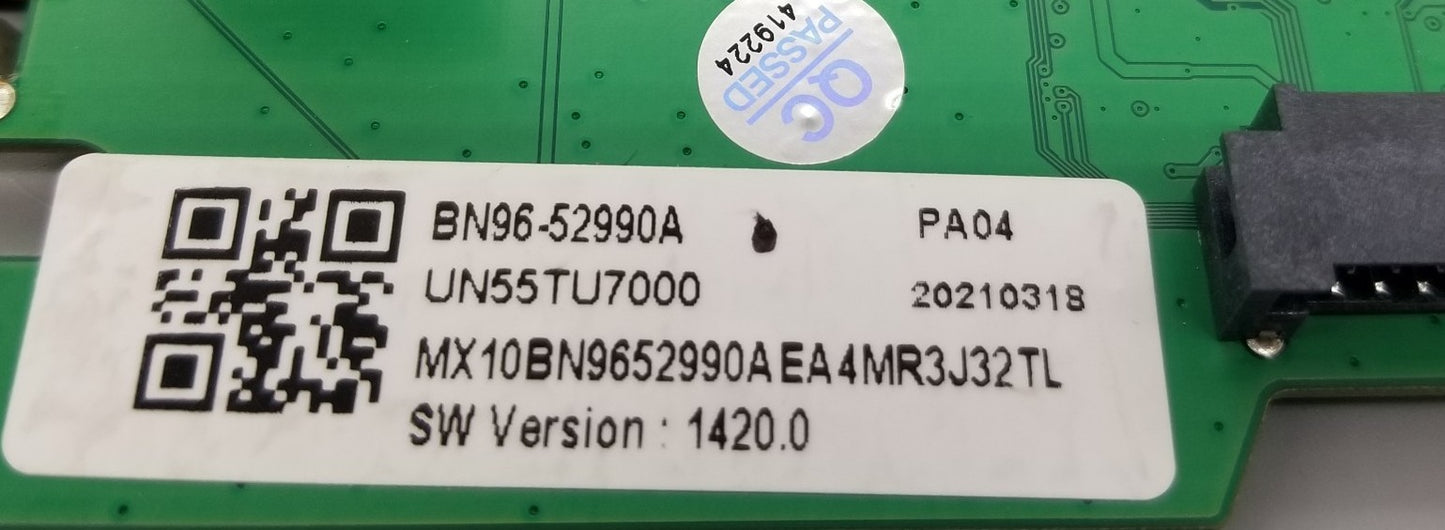 QC
PASSED
419224
BN96-52990A PA04
UN55TU7000 20210318
MX10BN9652990AEA4MR3J32TL
SW Version : 1420.0